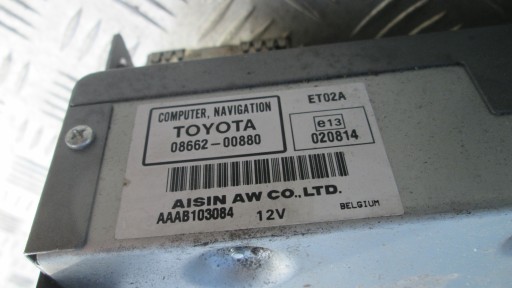 COMPUTER, NAVIGATION
TOYOTA
08662-00880
ET02A
e13
020814
AISIN AW CO.,LTD.
AAAB103084 12V BELGIUM